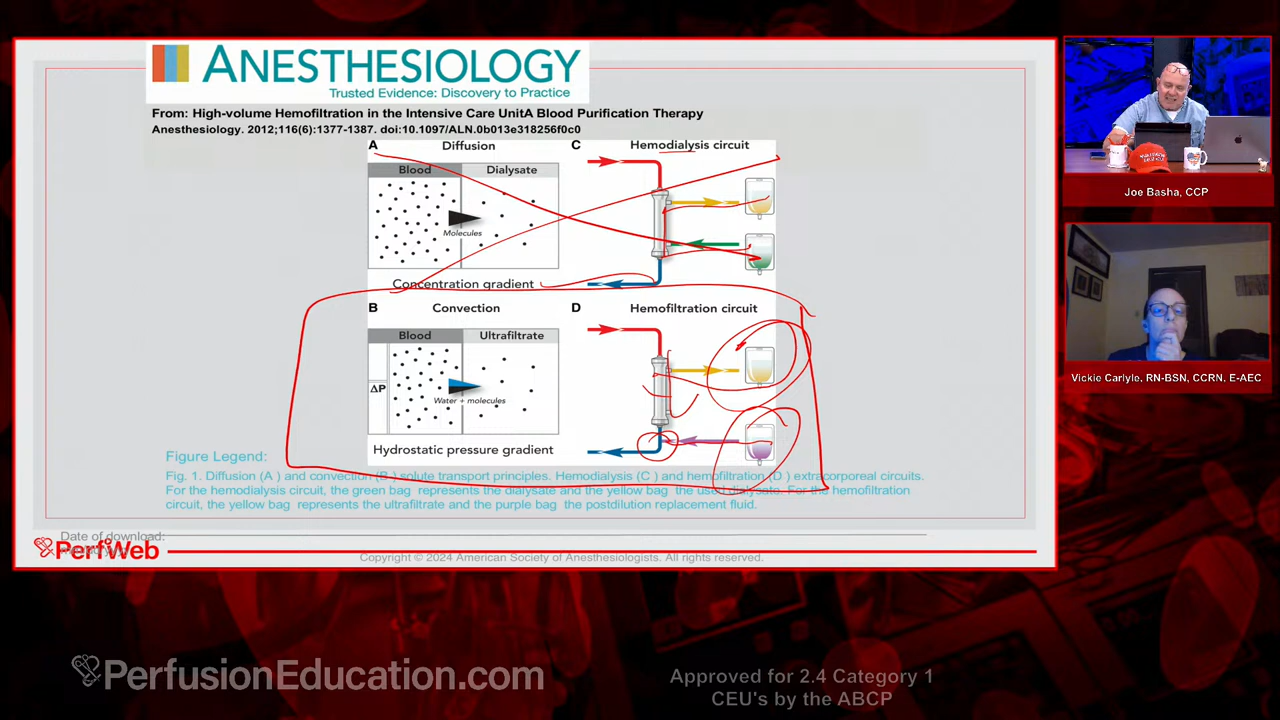 ANESTHESIOLOGY
Trusted Evidence: Discovery to Practice
From: High-volume Hemofiltration in the Intensive Care UnitA Blood Purification Therapy
Anesthesiology. 2012;116(6):1377-1387. doi:10.1097/ALN.0b013e318256f0c0
A
Diffusion
Blood
Dialysate
Molecules
Concentration gradient
C
Hemodialysis circuit
B
Convection
Blood
Ultrafiltrate
ΔP
Water + molecules
Hydrostatic pressure gradient
D
Hemofiltration circuit
Figure Legend:
Fig. 1. Diffusion (A ) and convection (B ) solute transport principles. Hemodialysis (C ) and hemofiltration (D ) extracorporeal circuits.
For the hemodialysis circuit, the green bag represents the dialysate and the yellow bag the used dialysate. For the hemofiltration
circuit, the yellow bag represents the ultrafiltrate and the purple bag the postdilution replacement fluid.
Date of download:
PerfWeb
Copyright © 2024 American Society of Anesthesiologists. All rights reserved.
Joe Basha, CCP
Vickie Carlyle, RN-BSN, CCRN, E-AEC
PerfusionEducation.com
Approved for 2.4 Category 1
CEU's by the ABCP